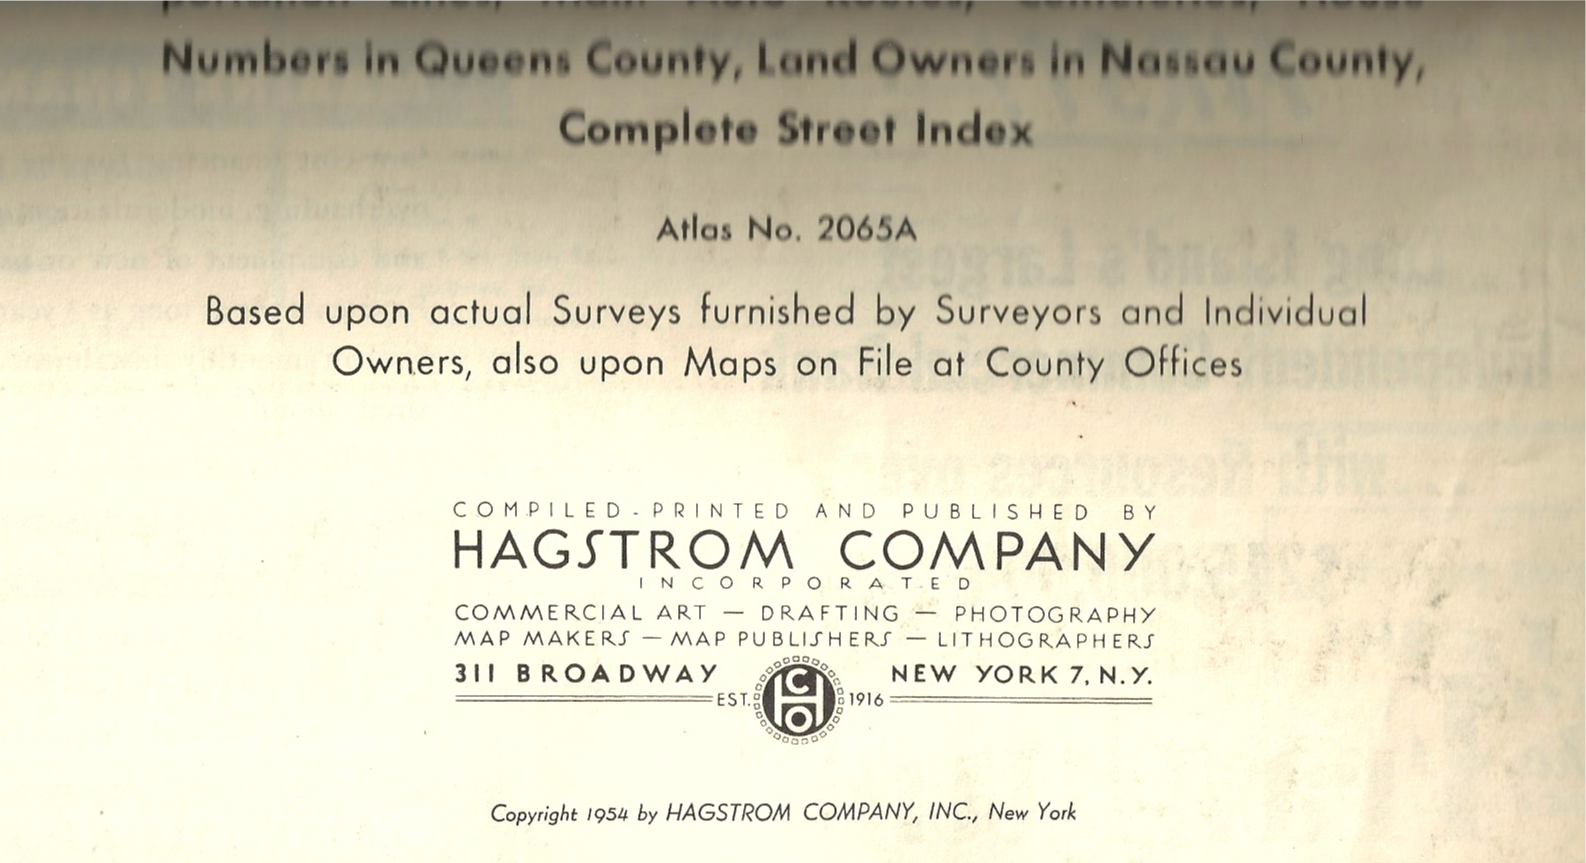 Numbers in Queens County, Land Owners in Nassau County,
Complete Street Index
Atlas No. 2065A
Based upon actual Surveys furnished by Surveyors and Individual
Owners, also upon Maps on File at County Offices
COMPILED-PRINTED AND PUBLISHED BY
HAGSTROM COMPANY
INCORPORATED
COMMERCIAL ART — DRAFTING — PHOTOGRAPHY
MAP MAKERS — MAP PUBLISHERS — LITHOGRAPHERS
311 BROADWAY NEW YORK 7, N.Y.
EST. HCO 1916
Copyright 1954 by HAGSTROM COMPANY, INC., New York